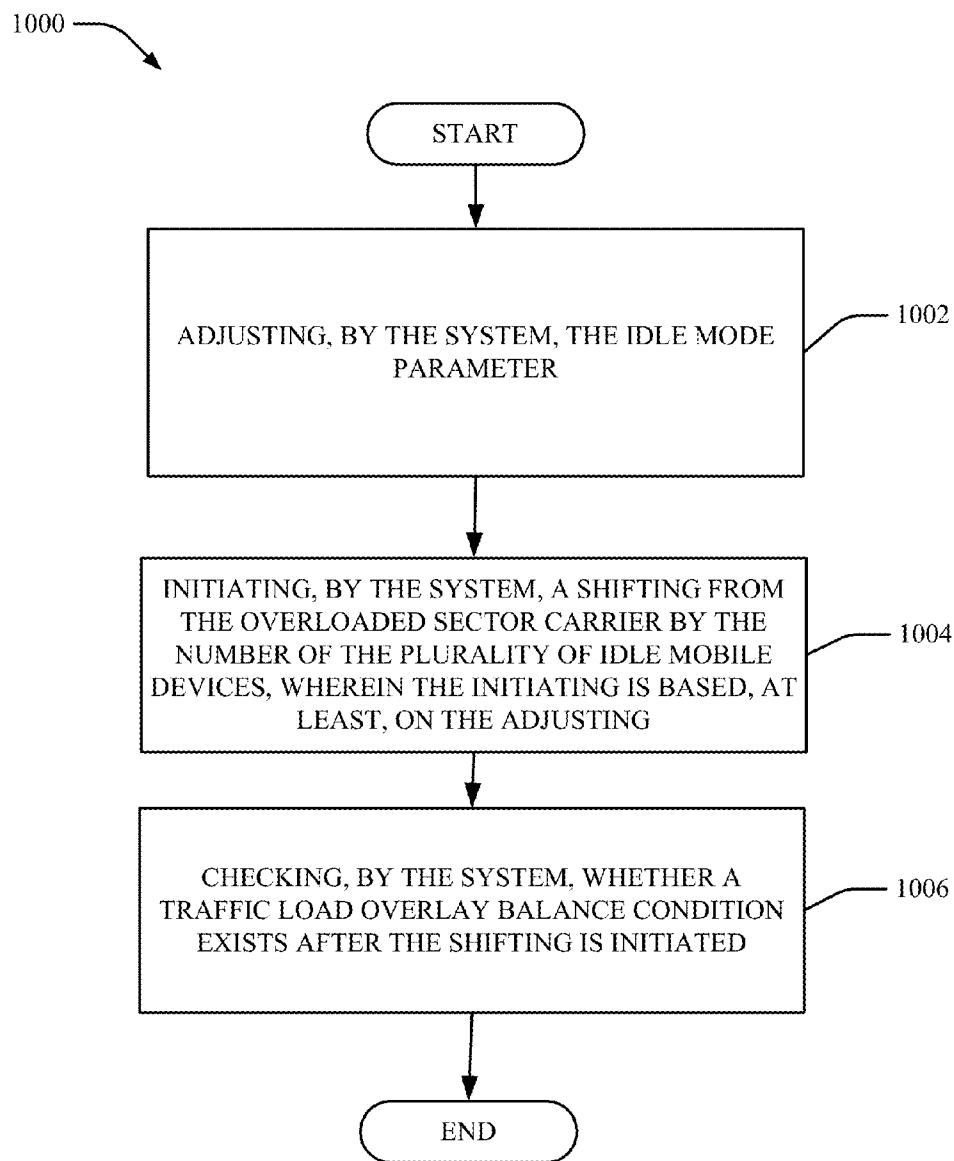 1000
START
ADJUSTING, BY THE SYSTEM, THE IDLE MODE
PARAMETER
1002
INITIATING, BY THE SYSTEM, A SHIFTING FROM
THE OVERLOADED SECTOR CARRIER BY THE
NUMBER OF THE PLURALITY OF IDLE MOBILE
DEVICES, WHEREIN THE INITIATING IS BASED, AT
LEAST, ON THE ADJUSTING
1004
CHECKING, BY THE SYSTEM, WHETHER A
TRAFFIC LOAD OVERLAY BALANCE CONDITION
EXISTS AFTER THE SHIFTING IS INITIATED
1006
END